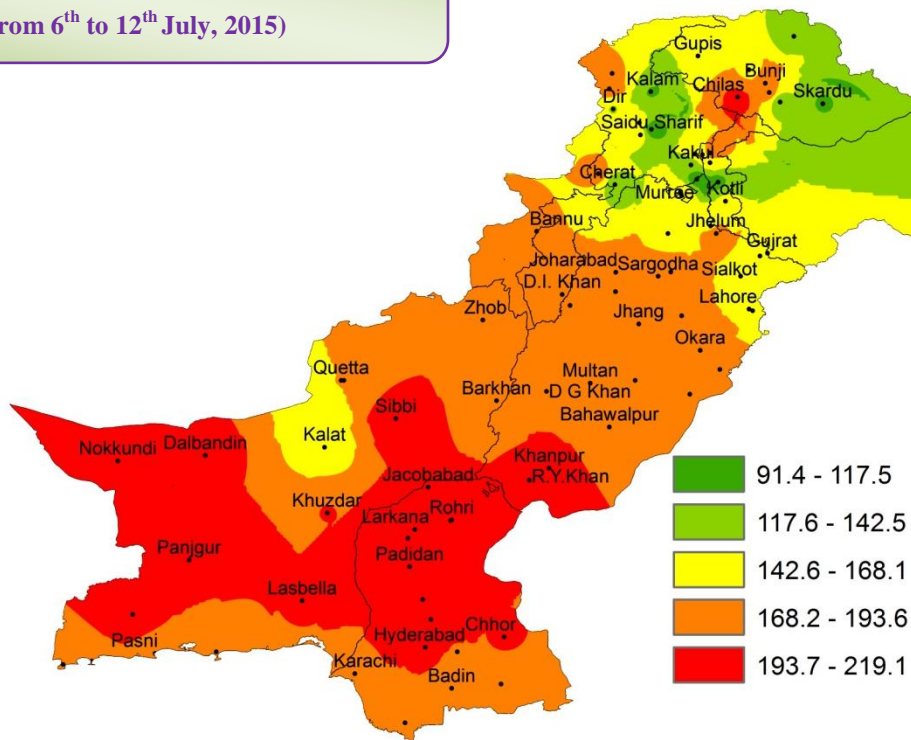 rom 6th to 12th July, 2015)
Gupis
Kalam
Chilas
Bunji
Skardu
Dir
Saidu Sharif
Kakul
Cherat
Murree
Kotli
Bannu
Jhelum
Gujrat
Joharabad
Sargodha
Sialkot
D.I. Khan
Zhob
Jhang
Lahore
Okara
Quetta
Multan
Barkhan
D G Khan
Sibbi
Bahawalpur
Kalat
Nokkundi
Dalbandin
Khanpur
R.Y.Khan
Jacobabad
Khuzdar
Larkana
Rohri
Panjgur
Padidan
Lasbella
Pasni
Hyderabad
Chhor
Karachi
Badin
91.4 - 117.5
117.6 - 142.5
142.6 - 168.1
168.2 - 193.6
193.7 - 219.1